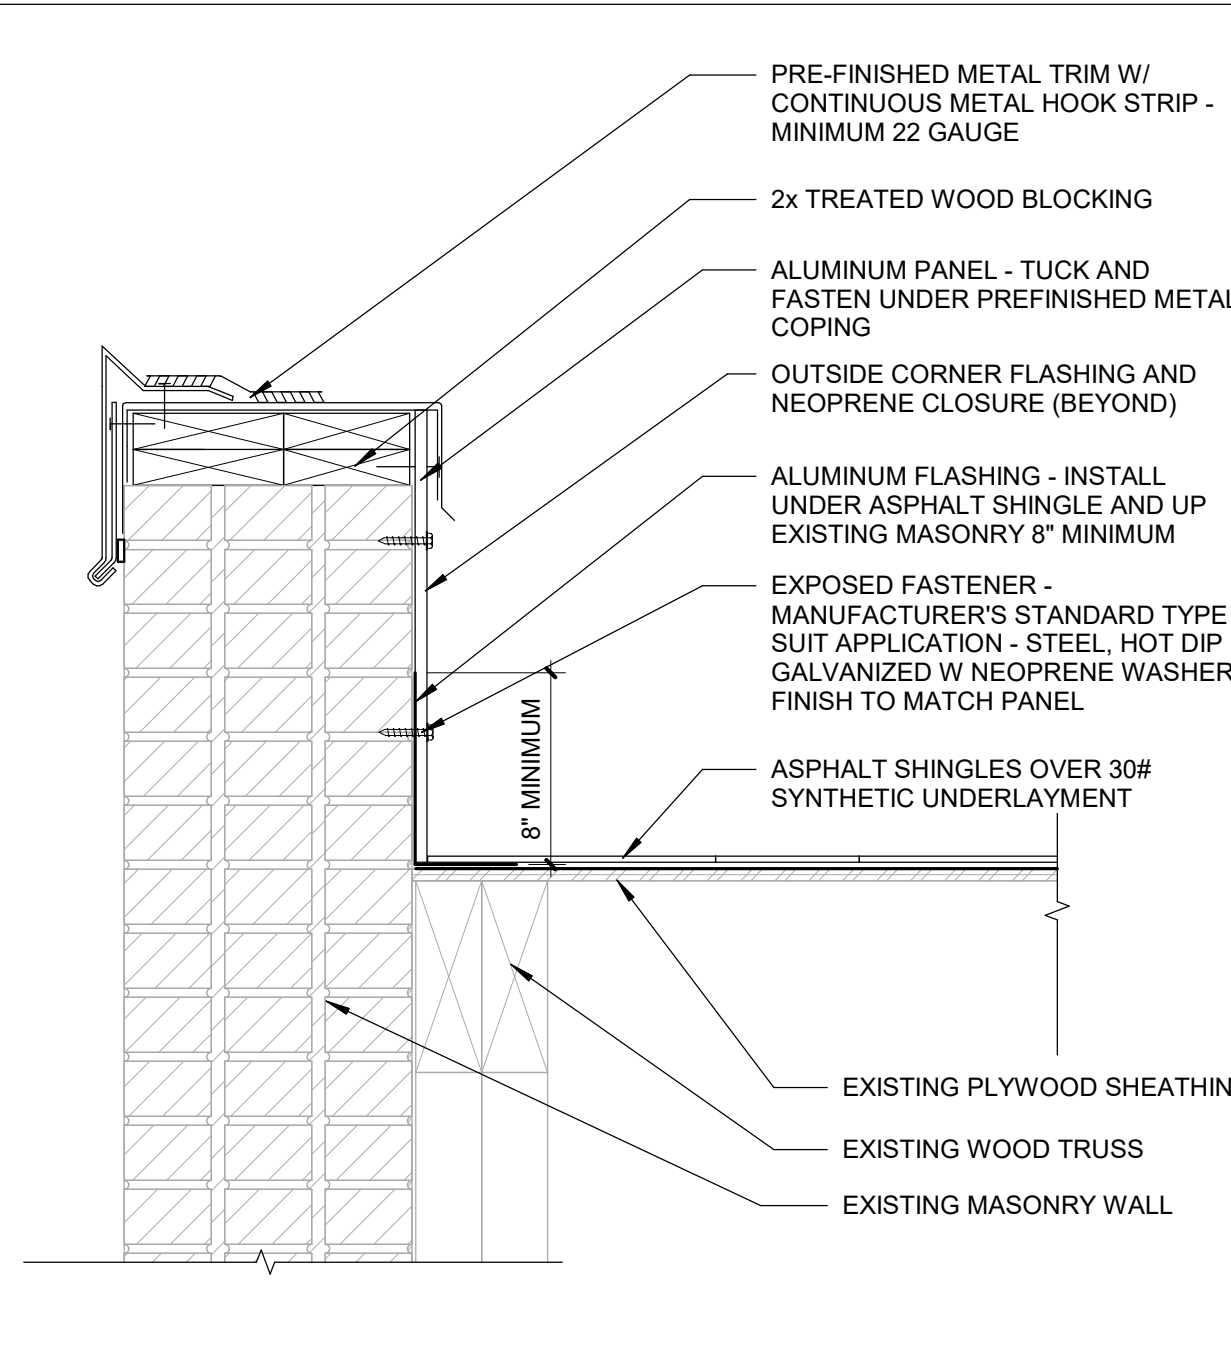 PRE-FINISHED METAL TRIM W/
CONTINUOUS METAL HOOK STRIP -
MINIMUM 22 GAUGE
2x TREATED WOOD BLOCKING
ALUMINUM PANEL - TUCK AND
FASTEN UNDER PREFINISHED METAL
COPING
OUTSIDE CORNER FLASHING AND
NEOPRENE CLOSURE (BEYOND)
ALUMINUM FLASHING - INSTALL
UNDER ASPHALT SHINGLE AND UP
EXISTING MASONRY 8" MINIMUM
EXPOSED FASTENER -
MANUFACTURER'S STANDARD TYPE
SUIT APPLICATION - STEEL, HOT DIP
GALVANIZED W NEOPRENE WASHER
FINISH TO MATCH PANEL
8" MINIMUM
ASPHALT SHINGLES OVER 30#
SYNTHETIC UNDERLAYMENT
EXISTING PLYWOOD SHEATHIN
EXISTING WOOD TRUSS
EXISTING MASONRY WALL